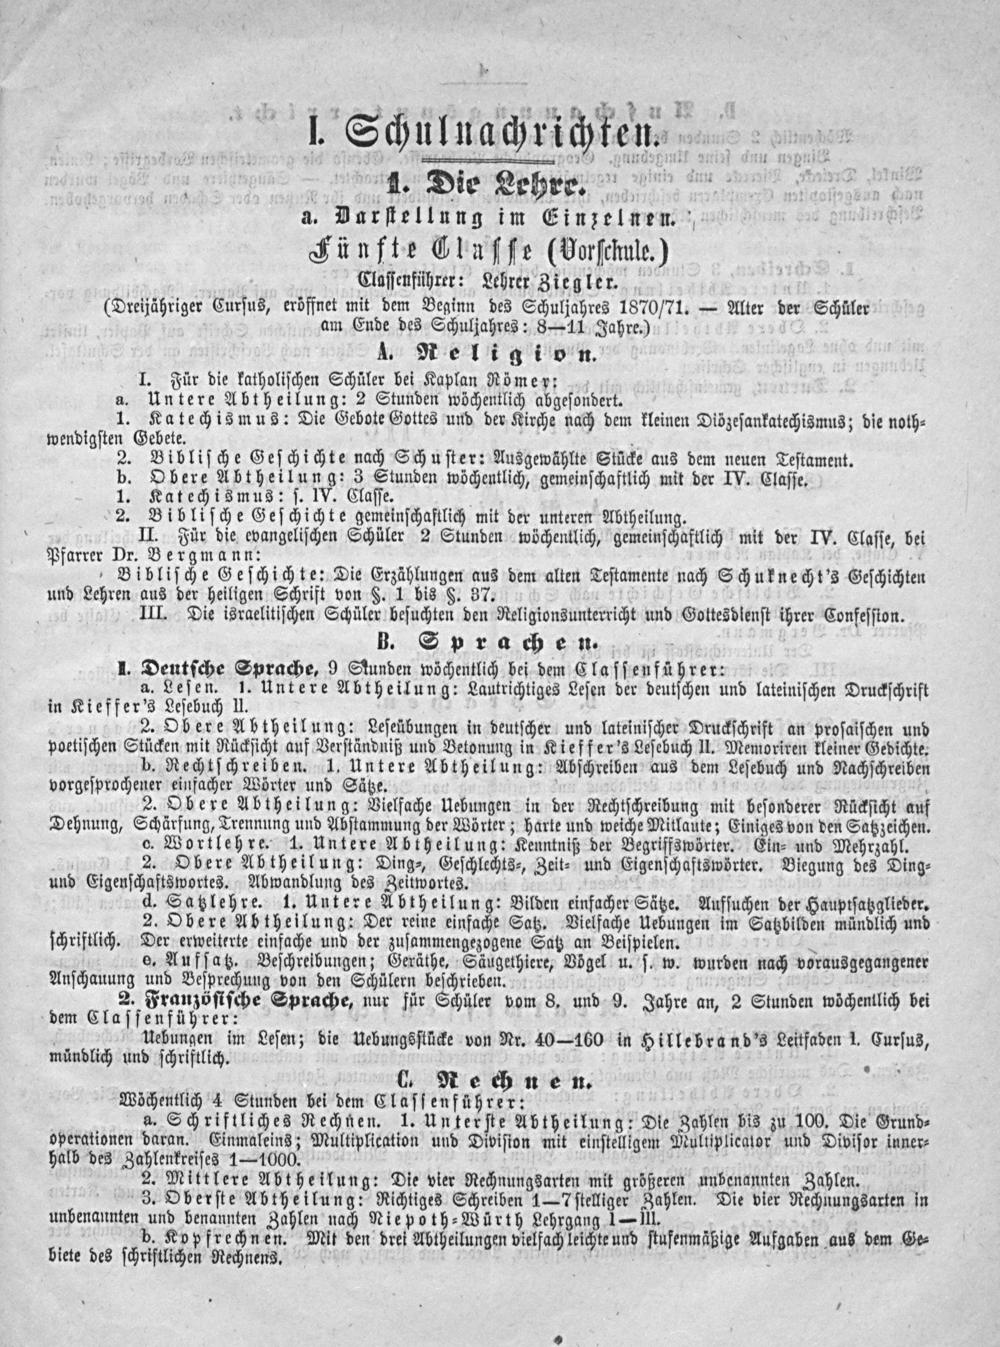 I. Schulnachrichten.
1. Die Lehre.
a. Darstellung im Einzelnen.
Fünfte Classe (Vorschule.)
Classenführer: Lehrer Ziegler.
(Dreijähriger Cursus, eröffnet mit dem Beginn des Schuljahres 1870/71. — Alter der Schüler
am Ende des Schuljahres: 8—11 Jahre.)
A. Religion.
I. Für die katholischen Schüler bei Kaplan Römer:
a. Untere Abtheilung: 2 Stunden wöchentlich abgesondert.
1. Katechismus: Die Gebote Gottes und der Kirche nach dem kleinen Diözesankatechismus; die noth-
wendigsten Gebete.
2. Biblische Geschichte nach Schuster: Ausgewählte Stücke aus dem neuen Testament.
b. Obere Abtheilung: 3 Stunden wöchentlich, gemeinschaftlich mit der IV. Classe.
1. Katechismus: s. IV. Classe.
2. Biblische Geschichte gemeinschaftlich mit der unteren Abtheilung.
II. Für die evangelischen Schüler 2 Stunden wöchentlich, gemeinschaftlich mit der IV. Classe, bei
Pfarrer Dr. Bergmann:
Biblische Geschichte: Die Erzählungen aus dem alten Testamente nach Schuknecht's Geschichten
und Lehren aus der heiligen Schrift von §. 1 bis §. 37.
III. Die israelitischen Schüler besuchten den Religionsunterricht und Gottesdienst ihrer Confession.
B. Sprachen.
1. Deutsche Sprache, 9 Stunden wöchentlich bei dem Classenführer:
a. Lesen. 1. Untere Abtheilung: Lautrichtiges Lesen der deutschen und lateinischen Druckschrift
in Kieffer's Lesebuch II.
2. Obere Abtheilung: Leseübungen in deutscher und lateinischer Druckschrift an prosaischen und
poetischen Stücken mit Rücksicht auf Verständniß und Betonung in Kieffer's Lesebuch II. Memoriren kleiner Gedichte.
b. Rechtschreiben. 1. Untere Abtheilung: Abschreiben aus dem Lesebuch und Nachschreiben
vorgesprochener einfacher Wörter und Sätze.
2. Obere Abtheilung: Vielfache Uebungen in der Rechtschreibung mit besonderer Rücksicht auf
Dehnung, Schärfung, Trennung und Abstammung der Wörter; harte und weiche Mitlaute; Einiges von den Satzzeichen.
c. Wortlehre. 1. Untere Abtheilung: Kenntniß der Begriffswörter. Ein- und Mehrzahl.
2. Obere Abtheilung: Ding-, Geschlechts-, Zeit- und Eigenschaftswörter. Biegung des Ding-
und Eigenschaftswortes. Abwandlung des Zeitwortes.
d. Satzlehre. 1. Untere Abtheilung: Bilden einfacher Sätze. Aufsuchen der Hauptsatzglieder.
2. Obere Abtheilung: Der reine einfache Satz. Vielfache Uebungen im Satzbilden mündlich und
schriftlich. Der erweiterte einfache und der zusammengezogene Satz an Beispielen.
e. Aufsatz. Beschreibungen; Geräthe, Säugethiere, Vögel u. s. w. wurden nach vorausgegangener
Anschauung und Besprechung von den Schülern beschrieben.
2. Französische Sprache, nur für Schüler vom 8. und 9. Jahre an, 2 Stunden wöchentlich bei
dem Classenführer:
Uebungen im Lesen; die Uebungsstücke von Nr. 40—160 in Hillebrand's Leitfaden I. Cursus,
mündlich und schriftlich.
C. Rechnen.
Wöchentlich 4 Stunden bei dem Classenführer:
a. Schriftliches Rechnen. 1. Unterste Abtheilung: Die Zahlen bis zu 100. Die Grund-
operationen daran. Einmaleins; Multiplication und Division mit einstelligem Multiplicator und Divisor inner-
halb des Zahlenkreises 1—1000.
2. Mittlere Abtheilung: Die vier Rechnungsarten mit größeren unbenannten Zahlen.
3. Oberste Abtheilung: Richtiges Schreiben 1—7stelliger Zahlen. Die vier Rechnungsarten in
unbenannten und benannten Zahlen nach Niepoth-Würth Lehrgang I—III.
b. Kopfrechnen. Mit den drei Abtheilungen vielfach leichte und stufenmäßige Aufgaben aus dem Ge-
biete des schriftlichen Rechnens.